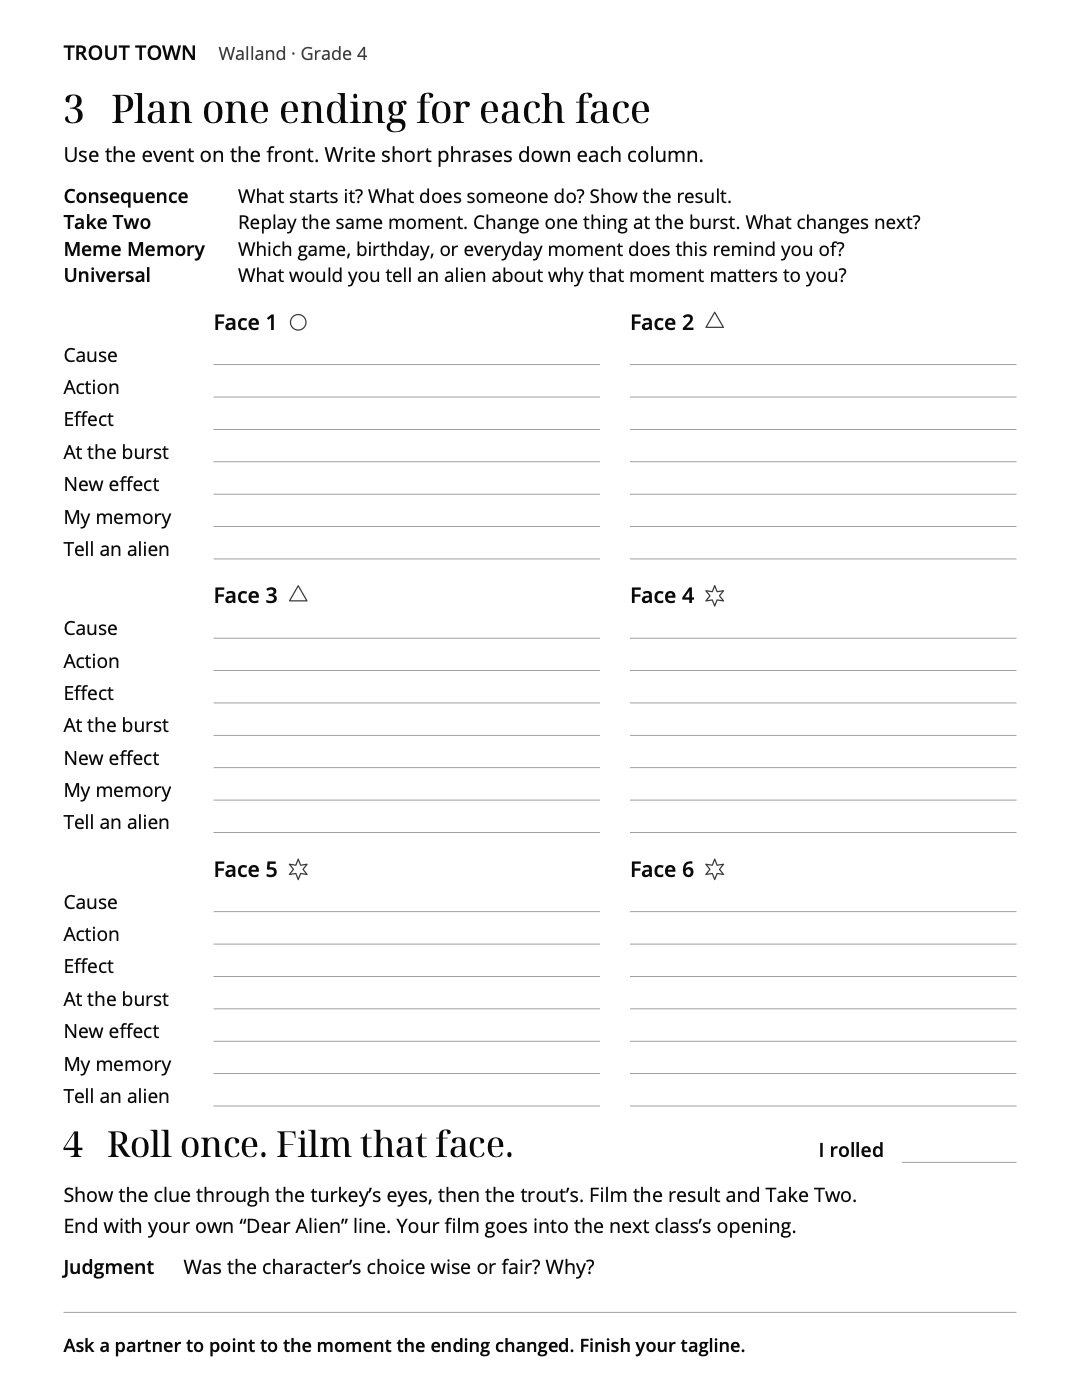 TROUT TOWN Walland · Grade 4
3 Plan one ending for each face
Use the event on the front. Write short phrases down each column.
Consequence What starts it? What does someone do? Show the result.
Take Two Replay the same moment. Change one thing at the burst. What changes next?
Meme Memory Which game, birthday, or everyday moment does this remind you of?
Universal What would you tell an alien about why that moment matters to you?
Face 1 Face 2
Cause
Action
Effect
At the burst
New effect
My memory
Tell an alien
Face 3 Face 4
Cause
Action
Effect
At the burst
New effect
My memory
Tell an alien
Face 5 Face 6
Cause
Action
Effect
At the burst
New effect
My memory
Tell an alien
4 Roll once. Film that face. I rolled
Show the clue through the turkey’s eyes, then the trout’s. Film the result and Take Two.
End with your own “Dear Alien” line. Your film goes into the next class’s opening.
Judgment Was the character’s choice wise or fair? Why?
Ask a partner to point to the moment the ending changed. Finish your tagline.